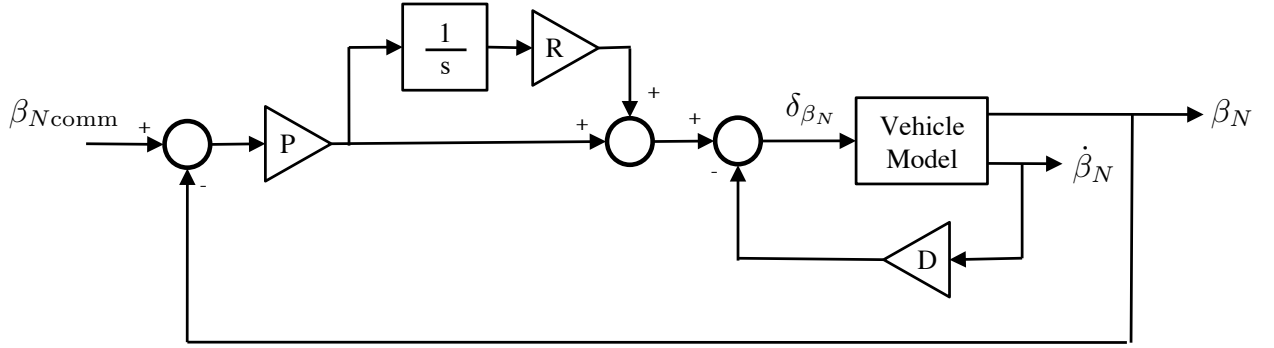 1
s
R
+
β_Ncomm
+
P
-
+
+
-
δ_β_N
Vehicle
Model
β_N
β̇_N
D